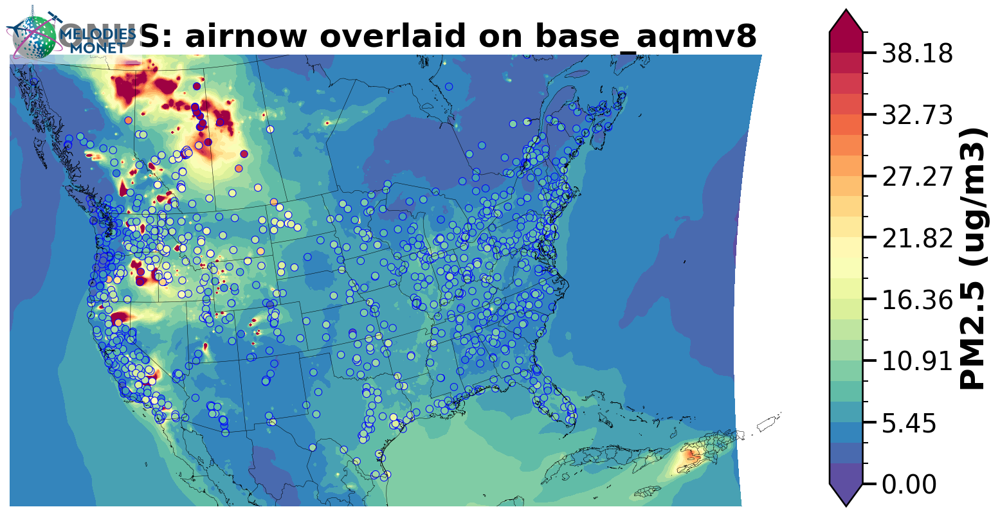 CONUS: airnow overlaid on base_aqmv8
MELODIES
MONET
38.18
32.73
27.27
21.82
16.36
10.91
5.45
0.00
PM2.5 (ug/m3)